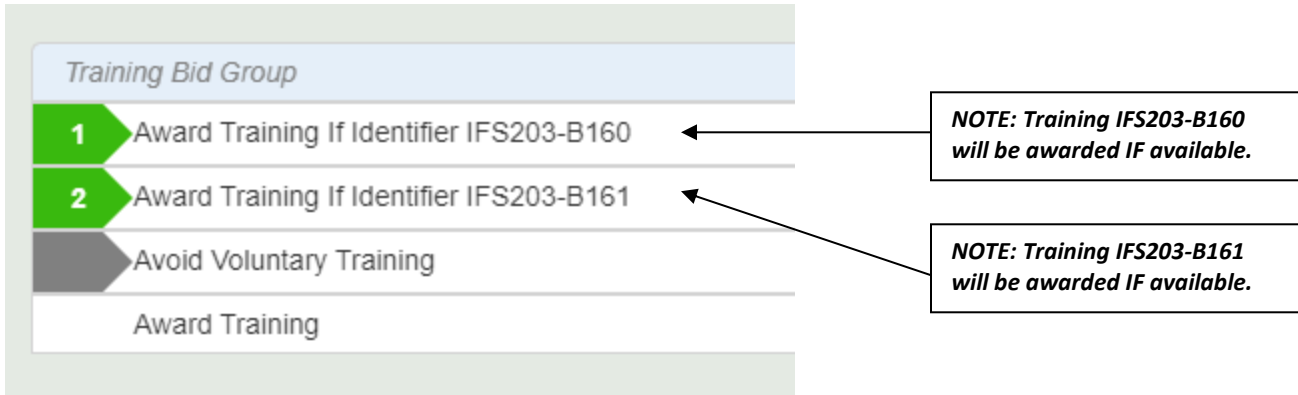 Training Bid Group
1 Award Training If Identifier IFS203-B160
2 Award Training If Identifier IFS203-B161
Avoid Voluntary Training
Award Training
NOTE: Training IFS203-B160
will be awarded IF available.
NOTE: Training IFS203-B161
will be awarded IF available.